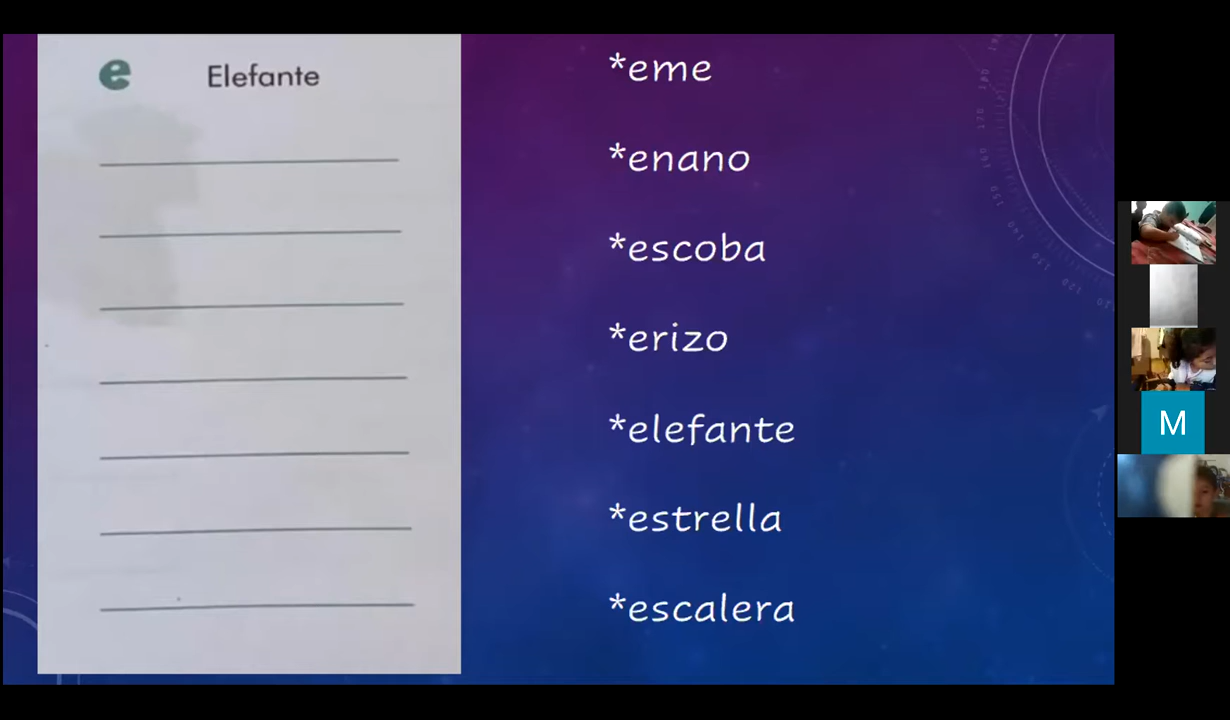 e Elefante
*eme
*enano
*escoba
*erizo
*elefante
*estrella
*escalera
M